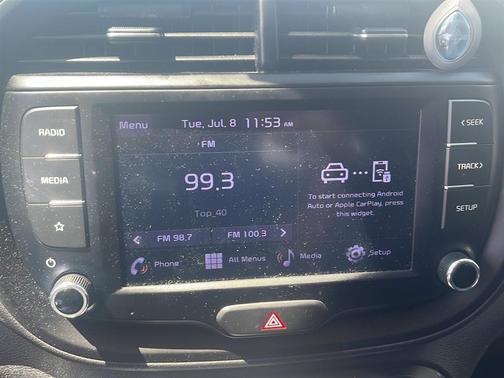 Menu Tue, Jul. 8 11:53 AM
FM
RADIO
MEDIA
99.3
Top_40
FM 98.7 FM 100.3
To start connecting Android
Auto or Apple CarPlay, press
this widget.
Phone All Menus Media Setup
< SEEK
TRACK >
SETUP